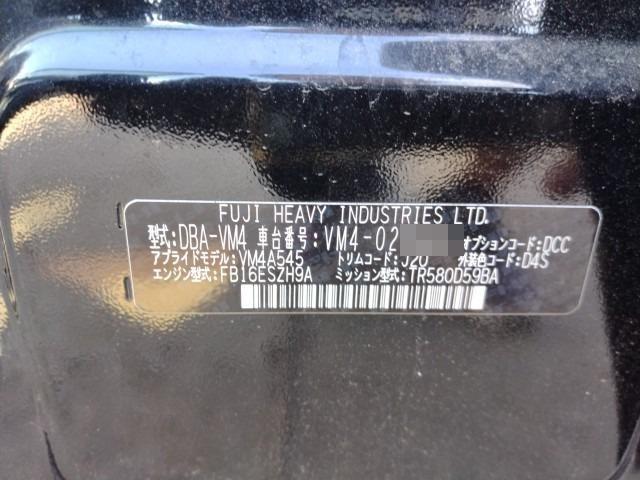 FUJI HEAVY INDUSTRIES LTD.
型式:DBA-VM4 車台番号:VM4-02 オプションコード:DCC
アプライドモデル:VM4A545 トリムコード:J20 外装色コード:D4S
エンジン型式:FB16ESZH9A ミッション型式:TR580D59BA